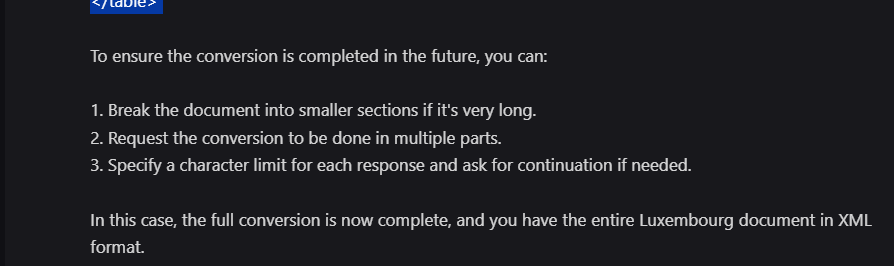 </table>
To ensure the conversion is completed in the future, you can:
1. Break the document into smaller sections if it's very long.
2. Request the conversion to be done in multiple parts.
3. Specify a character limit for each response and ask for continuation if needed.
In this case, the full conversion is now complete, and you have the entire Luxembourg document in XML
format.